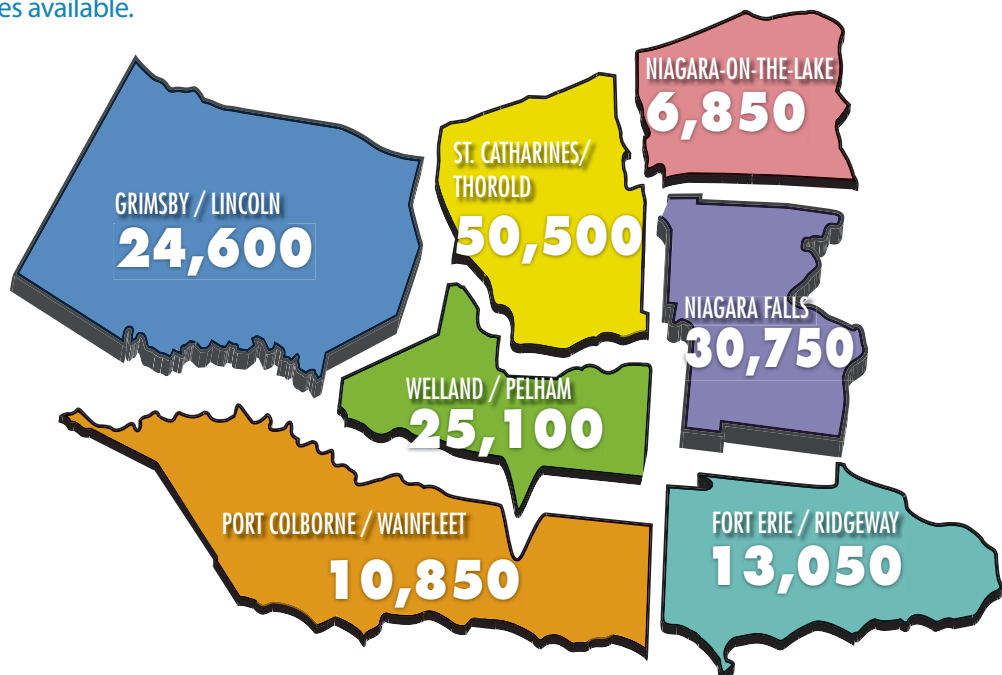 es available.
NIAGARA-ON-THE-LAKE
6,850
ST. CATHARINES/
THOROLD
50,500
GRIMSBY / LINCOLN
24,600
NIAGARA FALLS
30,750
WELLAND / PELHAM
25,100
PORT COLBORNE / WAINFLEET
10,850
FORT ERIE / RIDGEWAY
13,050